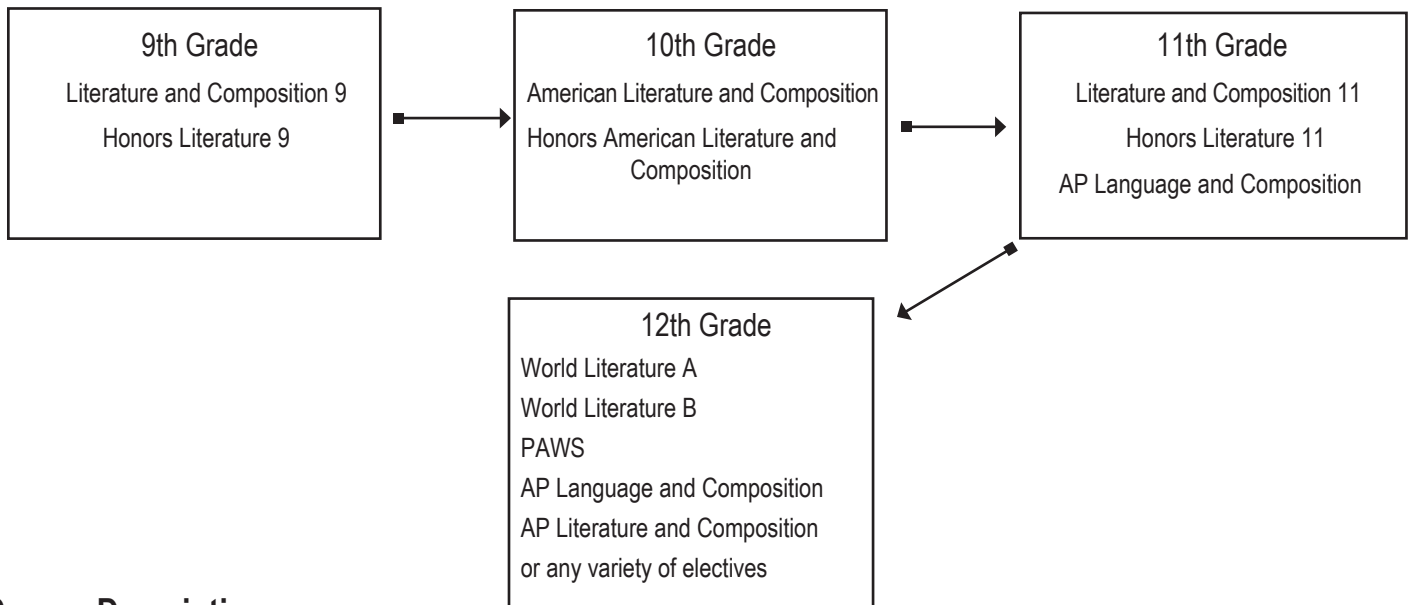 9th Grade
Literature and Composition 9
Honors Literature 9
10th Grade
American Literature and Composition
Honors American Literature and
Composition
11th Grade
Literature and Composition 11
Honors Literature 11
AP Language and Composition
12th Grade
World Literature A
World Literature B
PAWS
AP Language and Composition
AP Literature and Composition
or any variety of electives